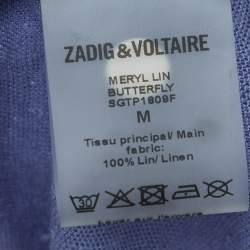 ZADIG & VOLTAIRE
MERYL LIN
BUTTERFLY
SGTP1809F
M
Tissu principal/ Main
fabric:
100% Lin/ Linen
30